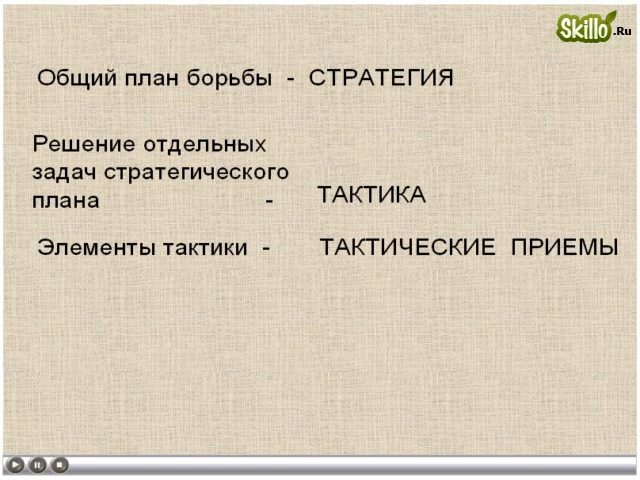 Skillo.Ru
Общий план борьбы - СТРАТЕГИЯ
Решение отдельных
задач стратегического
плана - ТАКТИКА
Элементы тактики - ТАКТИЧЕСКИЕ ПРИЕМЫ